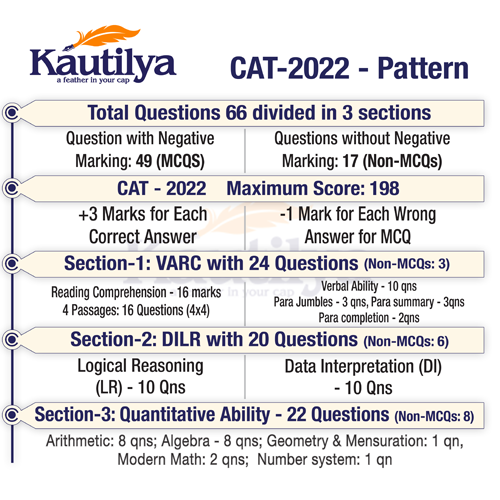 Kautilya
a feather in your cap
CAT-2022 - Pattern
Total Questions 66 divided in 3 sections
Question with Negative
Marking: 49 (MCQS)
Questions without Negative
Marking: 17 (Non-MCQs)
CAT - 2022 Maximum Score: 198
+3 Marks for Each
Correct Answer
-1 Mark for Each Wrong
Answer for MCQ
Kautilya
a feather in your cap
Section-1: VARC with 24 Questions (Non-MCQs: 3)
Reading Comprehension - 16 marks
4 Passages: 16 Questions (4x4)
Verbal Ability - 10 qns
Para Jumbles - 3 qns, Para summary - 3qns
Para completion - 2qns
Section-2: DILR with 20 Questions (Non-MCQs: 6)
Logical Reasoning
(LR) - 10 Qns
Data Interpretation (DI)
- 10 Qns
Section-3: Quantitative Ability - 22 Questions (Non-MCQs: 8)
Arithmetic: 8 qns; Algebra - 8 qns; Geometry & Mensuration: 1 qn,
Modern Math: 2 qns; Number system: 1 qn